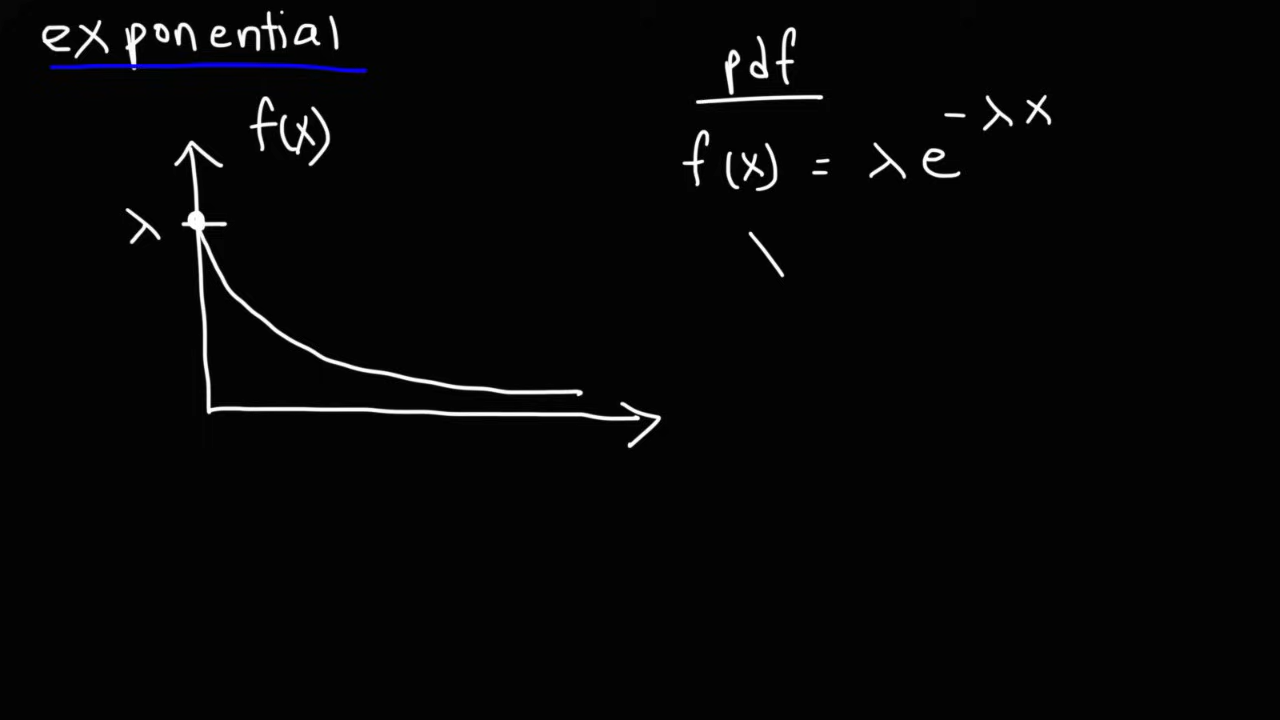 exponential
f(x)
λ
pdf
f(x) = λe^{-λx}